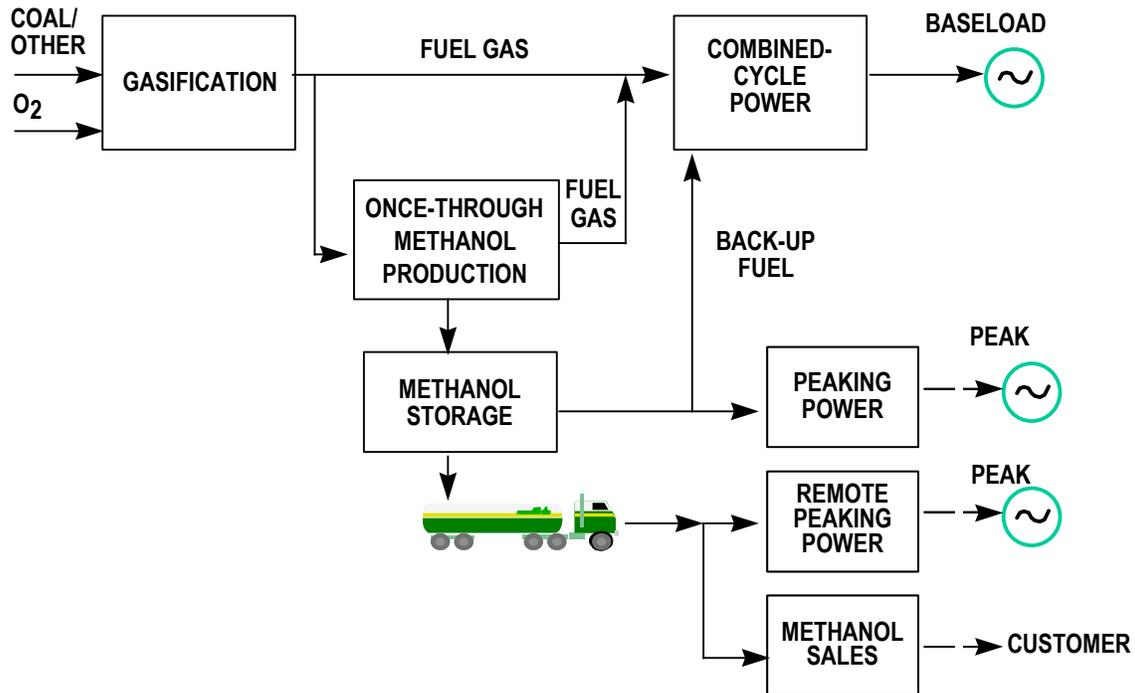 COAL/
OTHER
O2
GASIFICATION
FUEL GAS
COMBINED-
CYCLE
POWER
BASELOAD
ONCE-THROUGH
METHANOL
PRODUCTION
FUEL
GAS
BACK-UP
FUEL
METHANOL
STORAGE
PEAKING
POWER
PEAK
REMOTE
PEAKING
POWER
PEAK
METHANOL
SALES
CUSTOMER